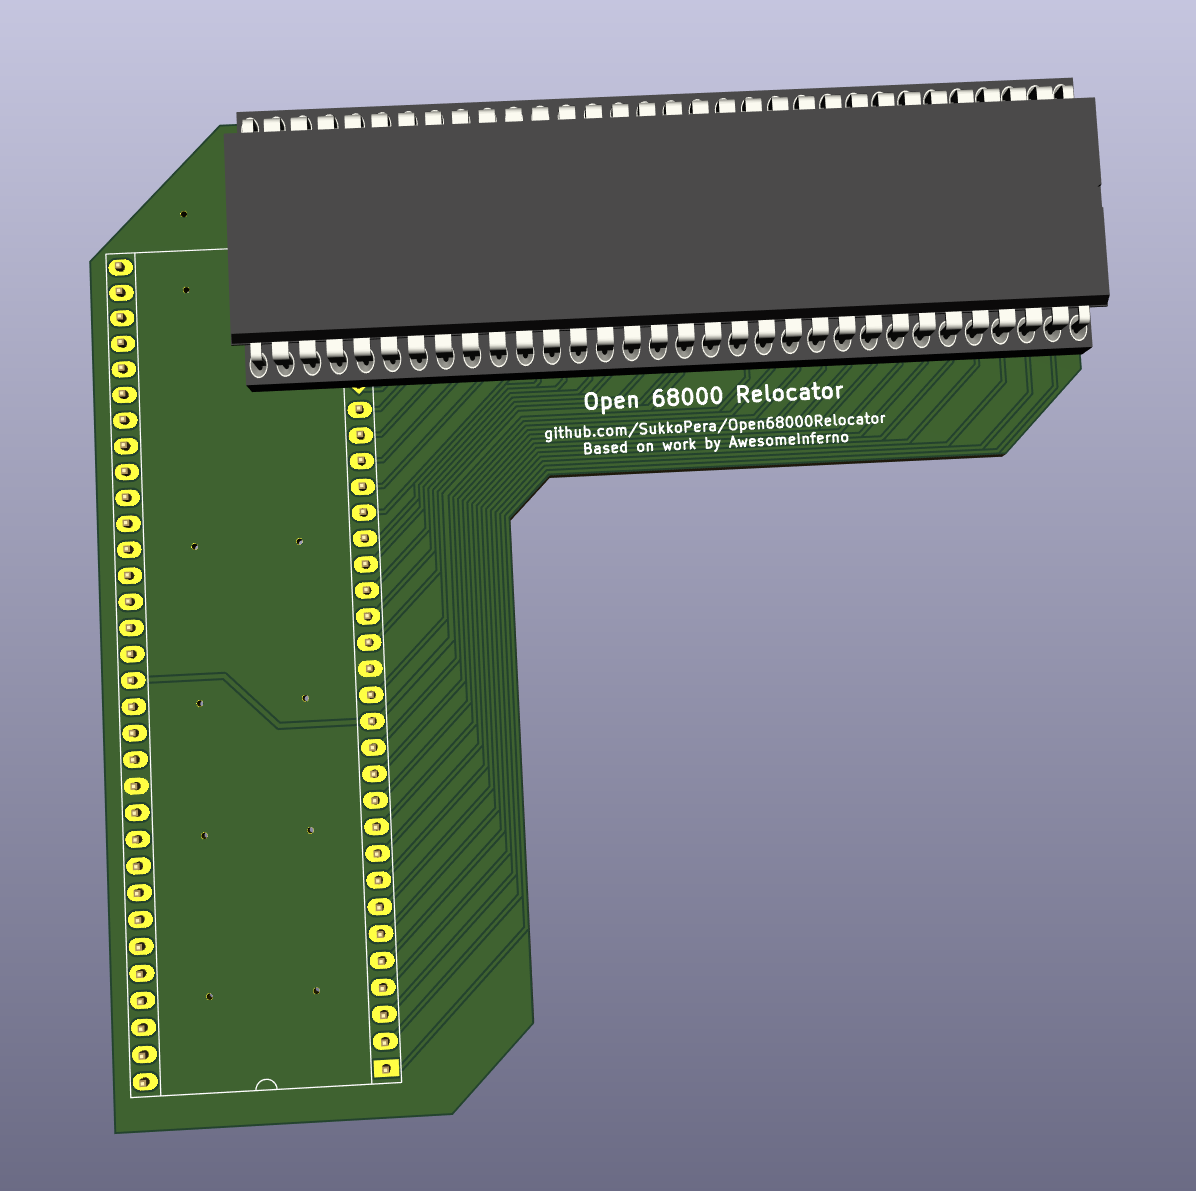 Open 68000 Relocator
github.com/SukkoPera/Open68000Relocator
Based on work by AwesomeInferno